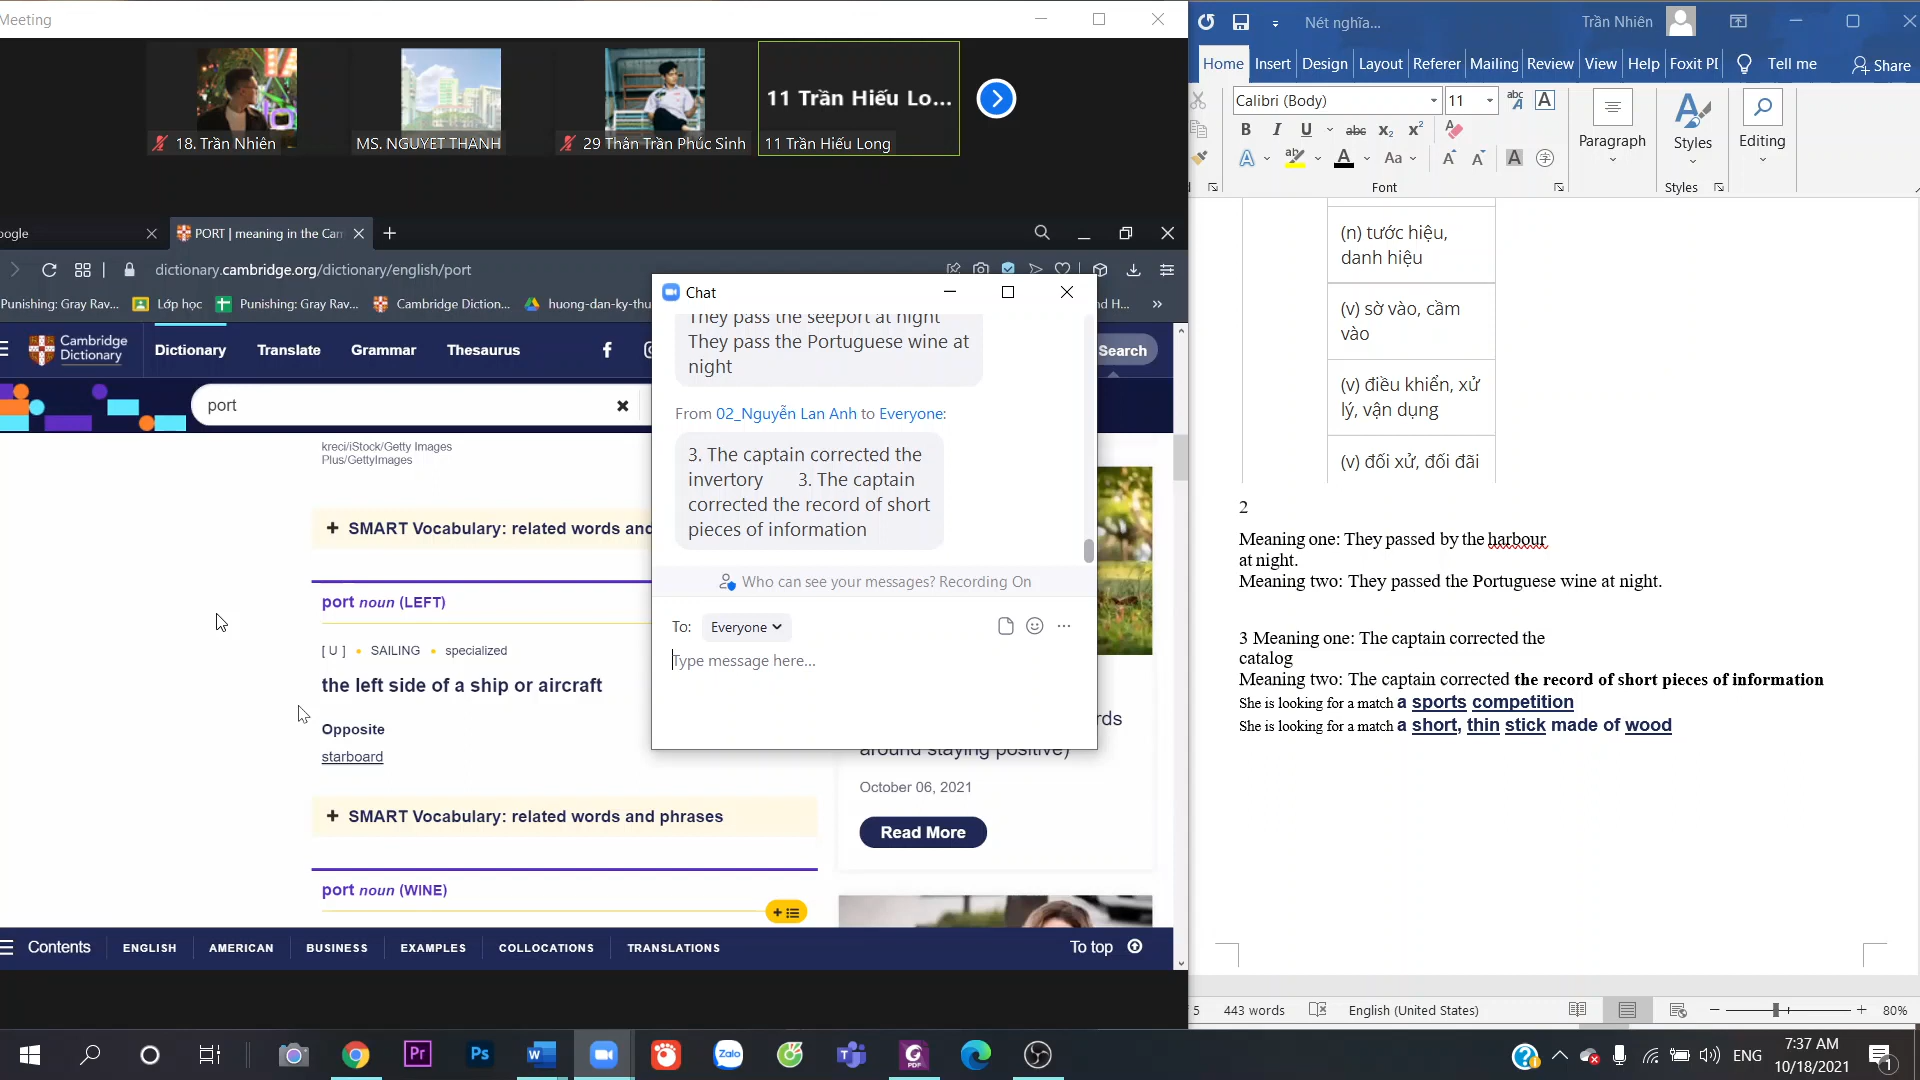 Meeting
18. Trần Nhiên
MS. NGUYET THANH
29 Thân Trần Phúc Sinh
11 Trần Hiếu Lo...
11 Trần Hiếu Long
oogle
PORT | meaning in the Can
dictionary.cambridge.org/dictionary/english/port
Punishing: Gray Rav...
Lớp học
Punishing: Gray Rav...
Cambridge Diction...
huong-dan-ky-thu
nd H...
Cambridge
Dictionary
Dictionary
Translate
Grammar
Thesaurus
Search
port
kreci/iStock/Getty Images
Plus/GettyImages
+ SMART Vocabulary: related words and
port noun (LEFT)
[ U ] • SAILING • specialized
the left side of a ship or aircraft
Opposite
starboard
+ SMART Vocabulary: related words and phrases
port noun (WINE)
rds
around staying positive)
October 06, 2021
Read More
Contents
ENGLISH
AMERICAN
BUSINESS
EXAMPLES
COLLOCATIONS
TRANSLATIONS
To top
Chat
They pass the seeport at night
They pass the Portuguese wine at
night
From 02_Nguyễn Lan Anh to Everyone:
3. The captain corrected the
invertory 3. The captain
corrected the record of short
pieces of information
Who can see your messages? Recording On
To: Everyone
Type message here...
Nét nghĩa...
Trần Nhiên
Home
Insert
Design
Layout
Referer
Mailing
Review
View
Help
Foxit PI
Tell me
Share
Calibri (Body)
11
Paragraph
Styles
Editing
Font
Styles
(n) tước hiệu,
danh hiệu
(v) sờ vào, cầm
vào
(v) điều khiển, xử
lý, vận dụng
(v) đối xử, đối đãi
2
Meaning one: They passed by the harbour
at night.
Meaning two: They passed the Portuguese wine at night.
3 Meaning one: The captain corrected the
catalog
Meaning two: The captain corrected the record of short pieces of information
She is looking for a match a sports competition
She is looking for a match a short, thin stick made of wood
5
443 words
English (United States)
80%
Pr
Ps
Zalo
ENG
7:37 AM
10/18/2021
1